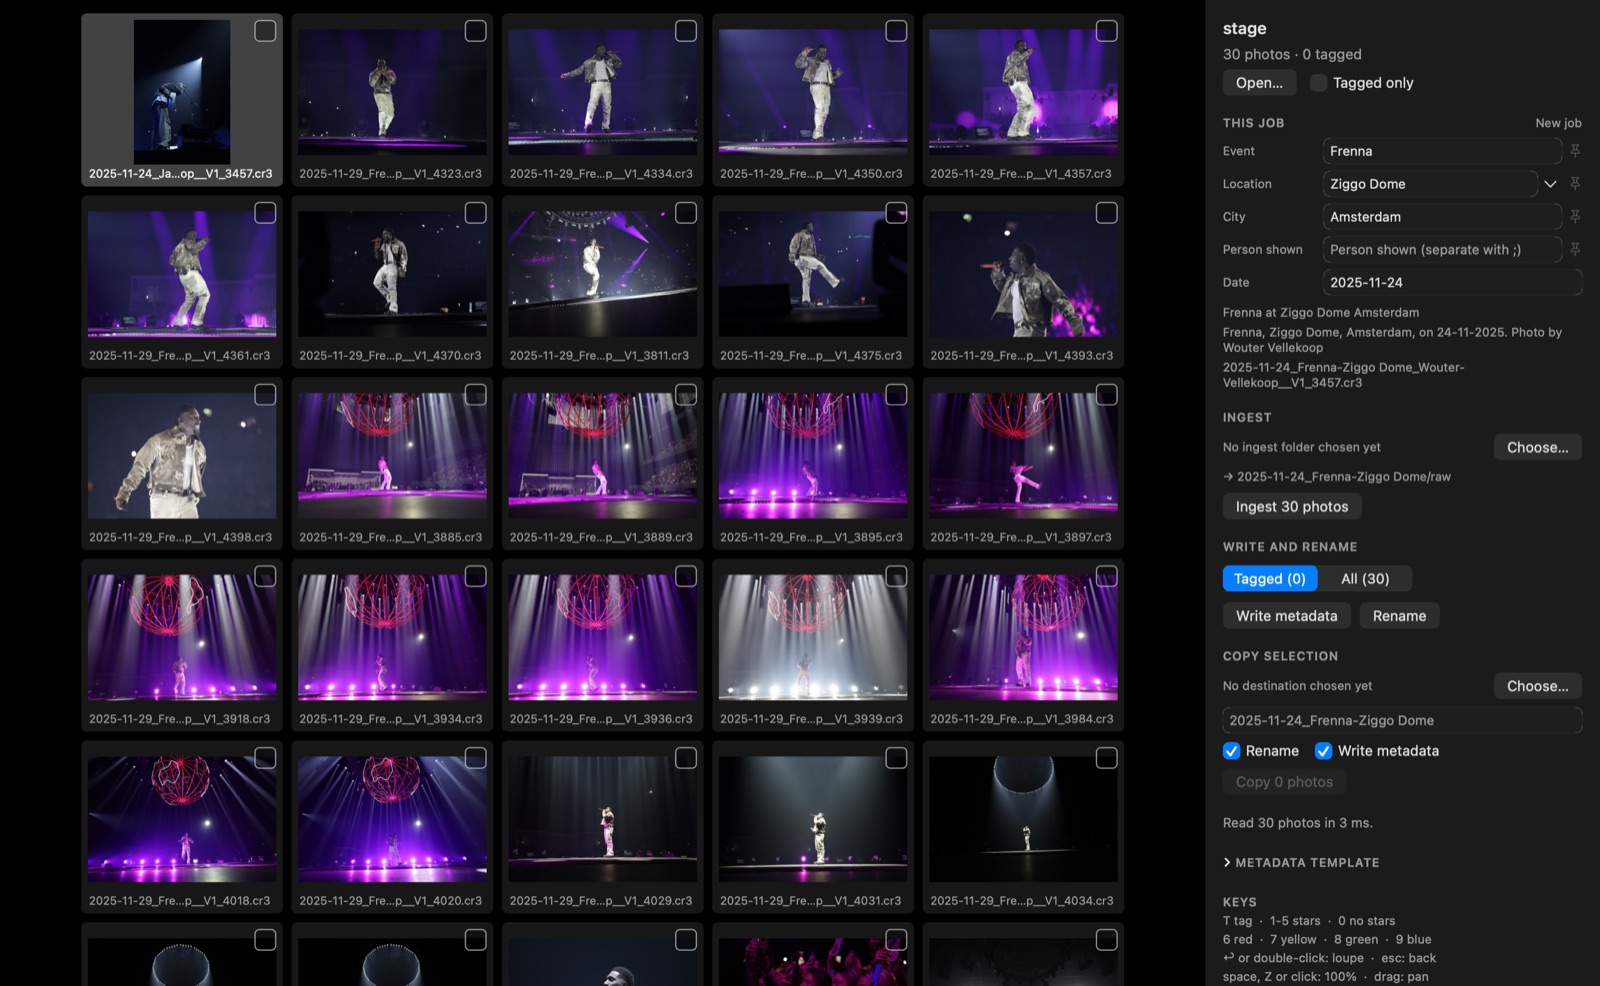 2025-11-24_Ja...op__V1_3457.cr3
2025-11-29_Fre...p__V1_4323.cr3
2025-11-29_Fre...p__V1_4334.cr3
2025-11-29_Fre...p__V1_4350.cr3
2025-11-29_Fre...p__V1_4357.cr3
2025-11-29_Fre...p__V1_4361.cr3
2025-11-29_Fre...p__V1_4370.cr3
2025-11-29_Fre...p__V1_3811.cr3
2025-11-29_Fre...p__V1_4375.cr3
2025-11-29_Fre...p__V1_4393.cr3
2025-11-29_Fre...p__V1_4398.cr3
2025-11-29_Fre...p__V1_3885.cr3
2025-11-29_Fre...p__V1_3889.cr3
2025-11-29_Fre...p__V1_3895.cr3
2025-11-29_Fre...p__V1_3897.cr3
2025-11-29_Fre...p__V1_3918.cr3
2025-11-29_Fre...p__V1_3934.cr3
2025-11-29_Fre...p__V1_3936.cr3
2025-11-29_Fre...p__V1_3939.cr3
2025-11-29_Fre...p__V1_3984.cr3
2025-11-29_Fre...p__V1_4018.cr3
2025-11-29_Fre...p__V1_4020.cr3
2025-11-29_Fre...p__V1_4029.cr3
2025-11-29_Fre...p__V1_4031.cr3
2025-11-29_Fre...p__V1_4034.cr3
stage
30 photos · 0 tagged
Open...
Tagged only
THIS JOB
New job
Event
Frenna
Location
Ziggo Dome
City
Amsterdam
Person shown
Person shown (separate with ;)
Date
2025-11-24
Frenna at Ziggo Dome Amsterdam
Frenna, Ziggo Dome, Amsterdam, on 24-11-2025. Photo by
Wouter Vellekoop
2025-11-24_Frenna-Ziggo Dome_Wouter-
Vellekoop__V1_3457.cr3
INGEST
No ingest folder chosen yet
Choose...
→ 2025-11-24_Frenna-Ziggo Dome/raw
Ingest 30 photos
WRITE AND RENAME
Tagged (0)
All (30)
Write metadata
Rename
COPY SELECTION
No destination chosen yet
Choose...
2025-11-24_Frenna-Ziggo Dome
Rename
Write metadata
Copy 0 photos
Read 30 photos in 3 ms.
METADATA TEMPLATE
KEYS
T tag · 1-5 stars · 0 no stars
6 red · 7 yellow · 8 green · 9 blue
↩ or double-click: loupe · esc: back
space, Z or click: 100% · drag: pan